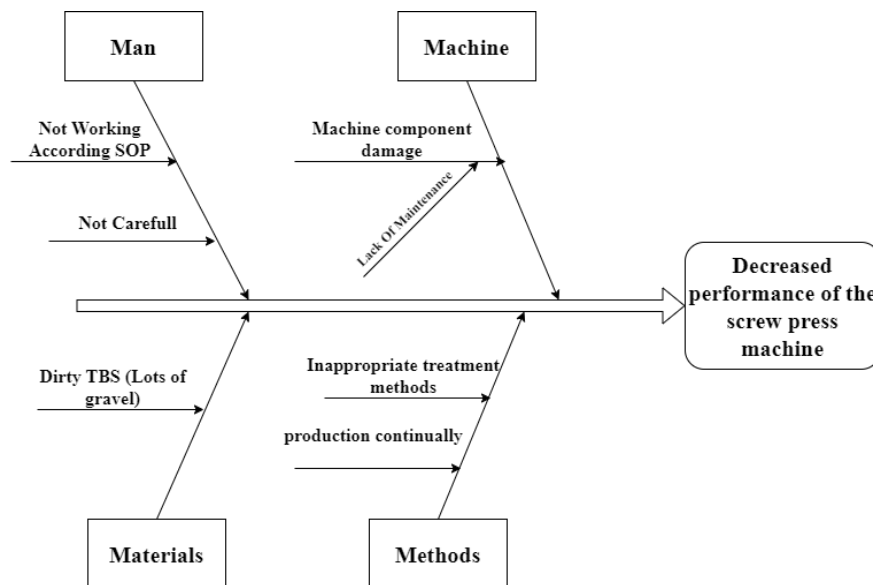 Man
Machine
Not Working
According SOP
Machine component
damage
Lack Of Maintenance
Not Carefull
Decreased
performance of the
screw press
machine
Dirty TBS (Lots of
gravel)
Inappropriate treatment
methods
production continually
Materials
Methods